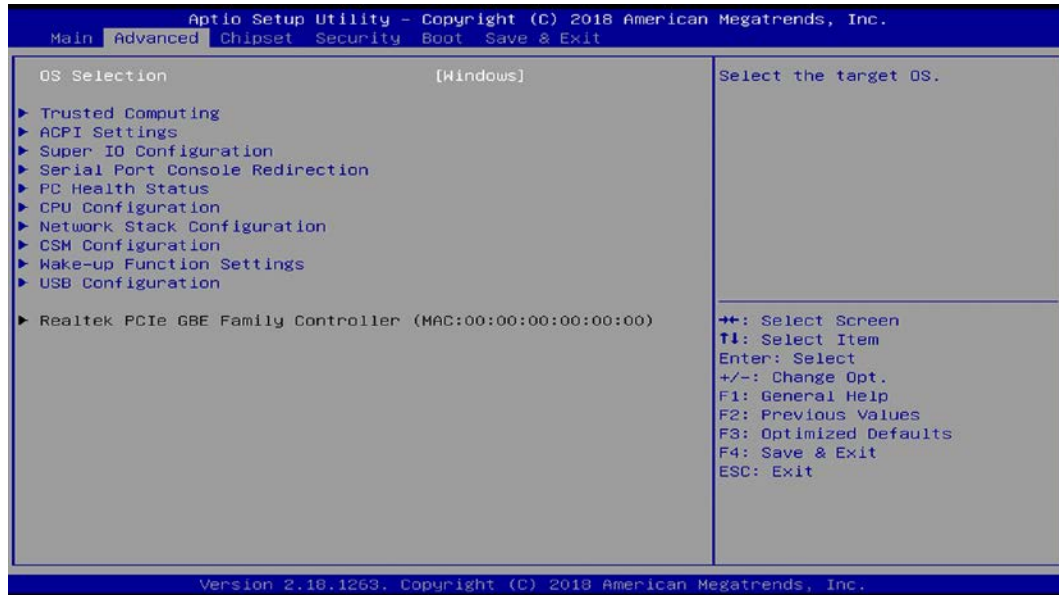 Aptio Setup Utility – Copyright (C) 2018 American Megatrends, Inc.
Main Advanced Chipset Security Boot Save & Exit
OS Selection [Windows]
Select the target OS.
► Trusted Computing
► ACPI Settings
► Super IO Configuration
► Serial Port Console Redirection
► PC Health Status
► CPU Configuration
► Network Stack Configuration
► CSM Configuration
► Wake-up Function Settings
► USB Configuration
► Realtek PCIe GBE Family Controller (MAC:00:00:00:00:00:00)
→←: Select Screen
↑↓: Select Item
Enter: Select
+/-: Change Opt.
F1: General Help
F2: Previous Values
F3: Optimized Defaults
F4: Save & Exit
ESC: Exit
Version 2.18.1263. Copyright (C) 2018 American Megatrends, Inc.